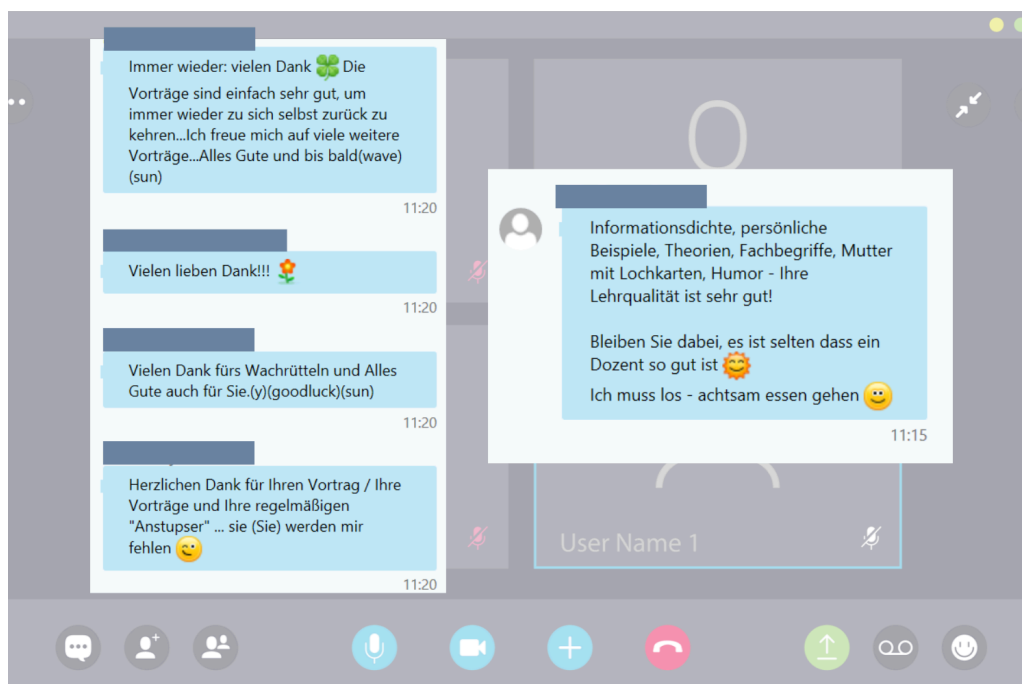 Immer wieder: vielen Dank 🍀 Die
Vorträge sind einfach sehr gut, um
immer wieder zu sich selbst zurück zu
kehren...Ich freue mich auf viele weitere
Vorträge...Alles Gute und bis bald(wave)
(sun)
11:20
Vielen lieben Dank!!!
11:20
Vielen Dank fürs Wachrütteln und Alles
Gute auch für Sie.(y)(goodluck)(sun)
11:20
Herzlichen Dank für Ihren Vortrag / Ihre
Vorträge und Ihre regelmäßigen
"Anstupser" ... sie (Sie) werden mir
fehlen
11:20
Informationsdichte, persönliche
Beispiele, Theorien, Fachbegriffe, Mutter
mit Lochkarten, Humor - Ihre
Lehrqualität ist sehr gut!
Bleiben Sie dabei, es ist selten dass ein
Dozent so gut ist
Ich muss los - achtsam essen gehen
11:15
User Name 1